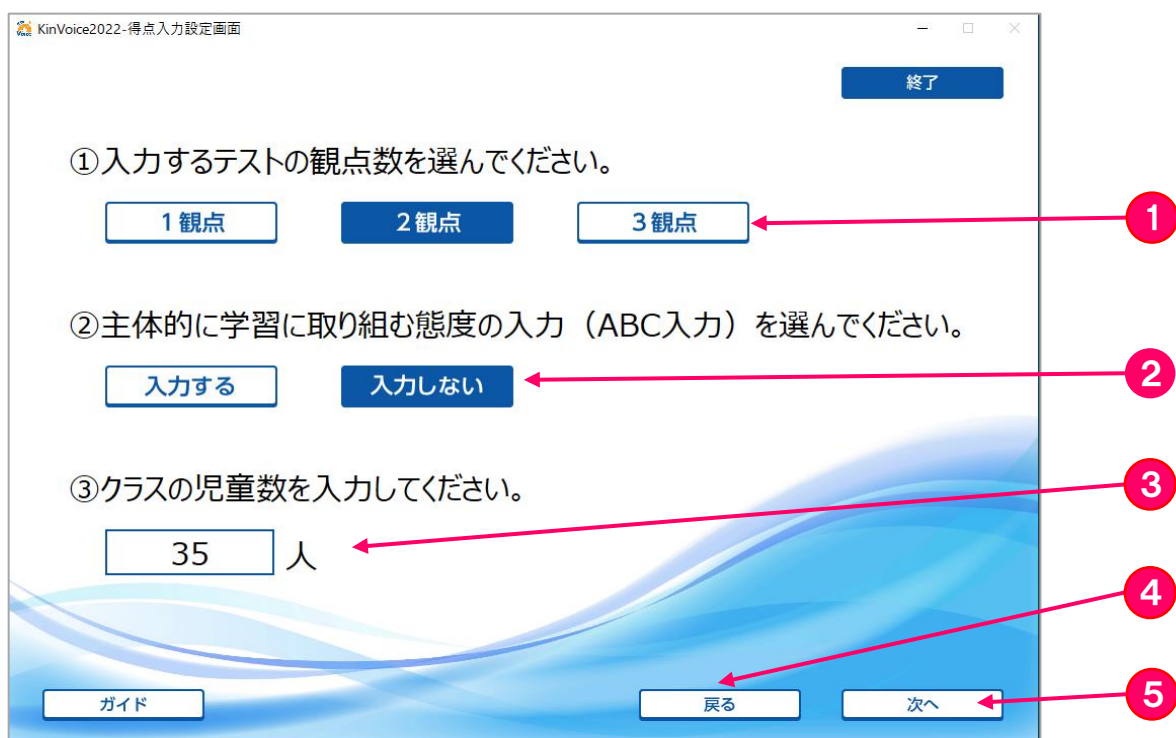 KinVoice2022-得点入力設定画面
終了
①入力するテストの観点数を選んでください。
1観点 2観点 3観点
1
②主体的に学習に取り組む態度の入力（ABC入力）を選んでください。
入力する 入力しない
2
③クラスの児童数を入力してください。
3
35 人
4
ガイド 戻る 次へ
5